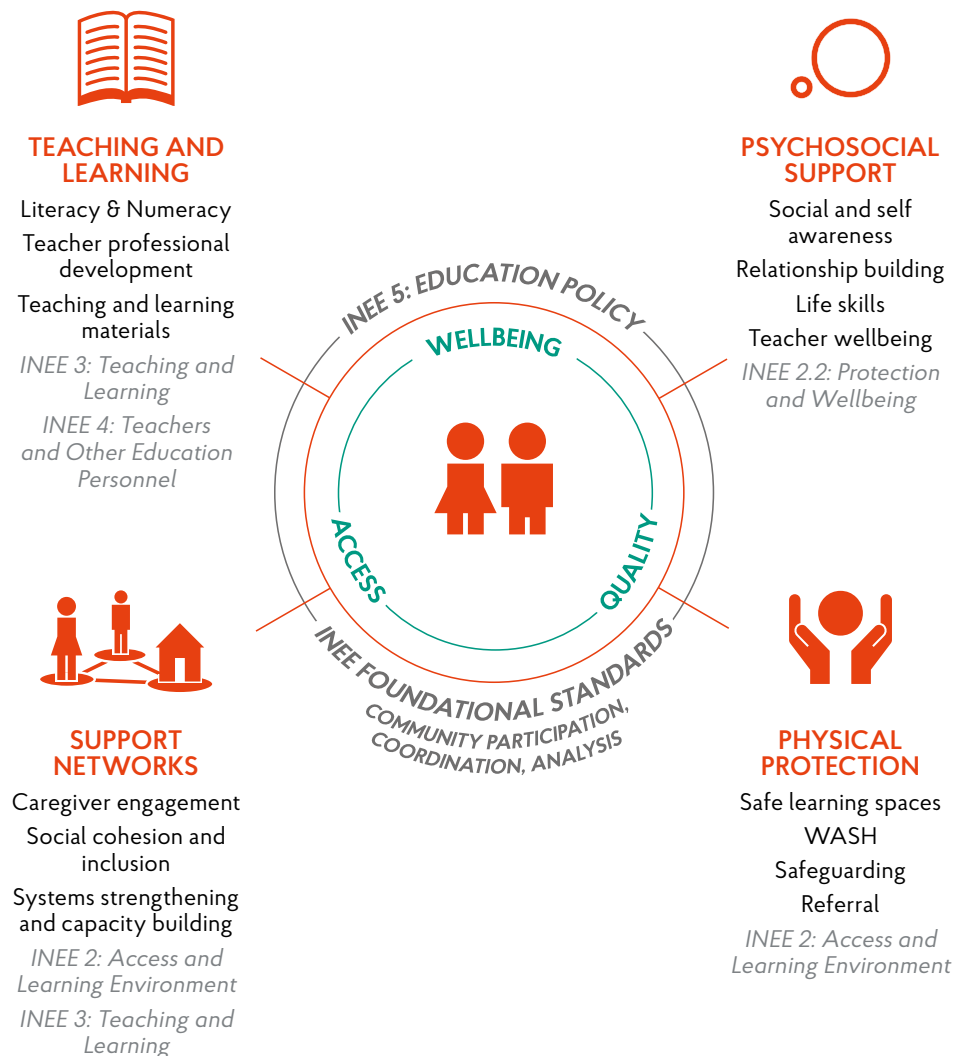 TEACHING AND
LEARNING
Literacy & Numeracy
Teacher professional
development
Teaching and learning
materials
INEE 3: Teaching and
Learning
INEE 4: Teachers
and Other Education
Personnel
PSYCHOSOCIAL
SUPPORT
Social and self
awareness
Relationship building
Life skills
Teacher wellbeing
INEE 2.2: Protection
and Wellbeing
INEE 5: EDUCATION POLICY
WELLBEING
ACCESS
QUALITY
INEE FOUNDATIONAL STANDARDS
COMMUNITY PARTICIPATION,
COORDINATION, ANALYSIS
SUPPORT
NETWORKS
Caregiver engagement
Social cohesion and
inclusion
Systems strengthening
and capacity building
INEE 2: Access and
Learning Environment
INEE 3: Teaching and
Learning
PHYSICAL
PROTECTION
Safe learning spaces
WASH
Safeguarding
Referral
INEE 2: Access and
Learning Environment